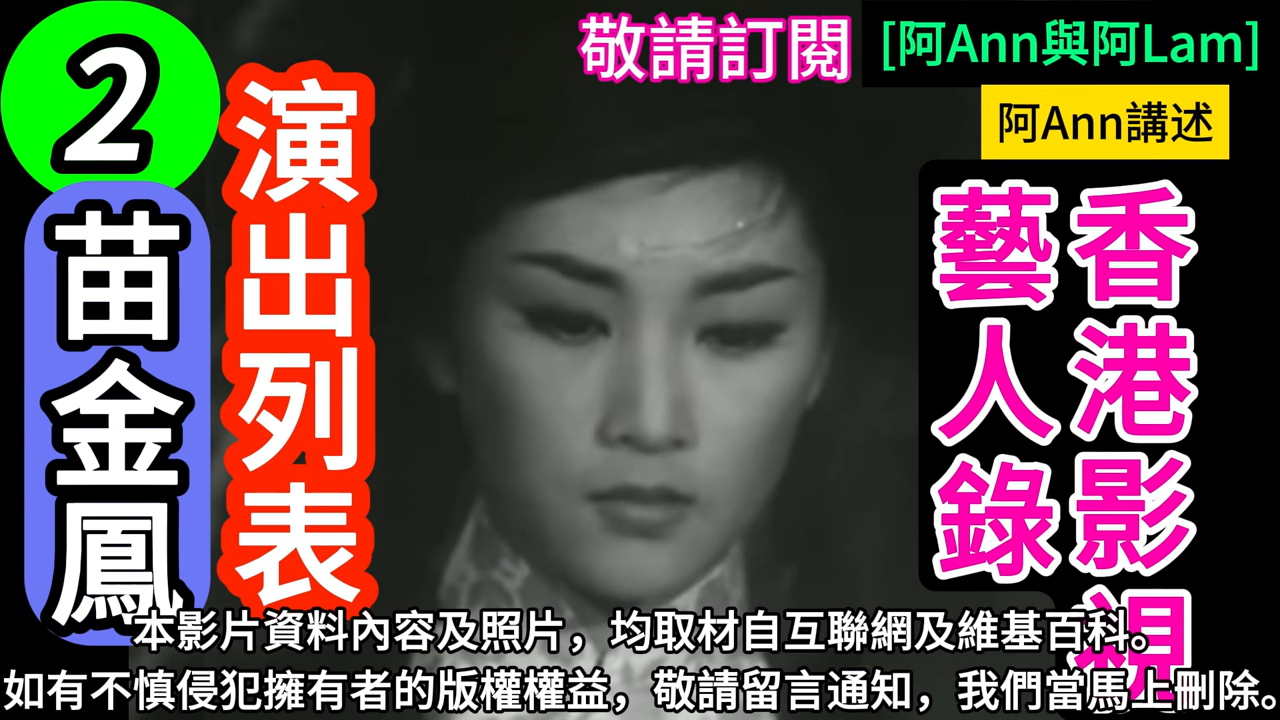 2
苗金鳳
演出列表
敬請訂閱
[阿Ann與阿Lam]
阿Ann講述
香港影視
藝人錄
本影片資料內容及照片，均取材自互聯網及維基百科。
如有不慎侵犯擁有者的版權權益，敬請留言通知，我們當馬上刪除。